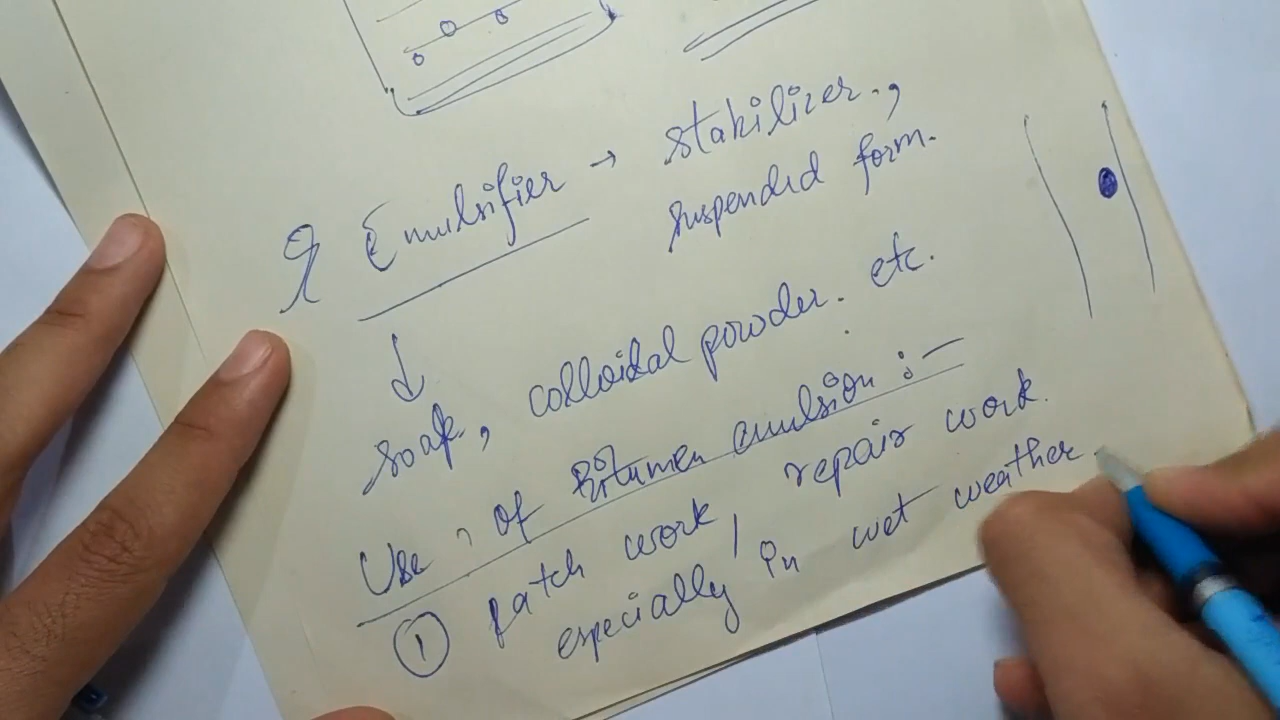 Emulsifier → stabilizer.,
suspended form.
↓
soap, colloidal powder. etc.
Use, of Bitumen emulsion :-
① patch work, repair work.
especially in wet weather.